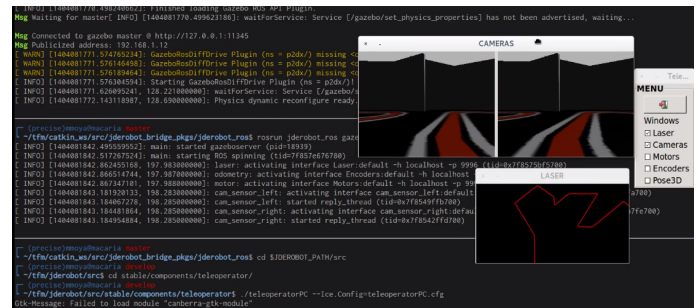 [ INFO] [1404081770.498240662]: Finished loading Gazebo ROS API Plugin.
Msg Waiting for master[ INFO] [1404081770.499623186]: waitForService: Service [/gazebo/set_physics_properties] has not been advertised, waiting...
Msg Connected to gazebo master @ http://127.0.0.1:11345
Msg Publicized address: 192.168.1.12
[ WARN] [1404081771.574765234]: GazeboRosDiffDrive Plugin (ns = p2dx/) missing <
[ WARN] [1404081771.576146498]: GazeboRosDiffDrive Plugin (ns = p2dx/) missing <
[ WARN] [1404081771.576189464]: GazeboRosDiffDrive Plugin (ns = p2dx/) missing <
[ INFO] [1404081771.576304594]: Starting GazeboRosDiffDrive Plugin (ns = p2dx/)!
[ INFO] [1404081771.626095241, 128.221000000]: waitForService: Service [/gazebo/s
[ INFO] [1404081772.143118987, 128.690000000]: Physics dynamic reconfigure ready.
CAMERAS
Tele...
MENU
Windows
Laser
Cameras
Motors
Encoders
Pose3D
(precise)mmoya@macaria master
~/tfm/catkin_ws/src/jderobot_bridge_pkgs/jderobot_ros$ rosrun jderobot_ros gaze
[ INFO] [1404081842.495559552]: main: started gazeboserver (pid=18939)
[ INFO] [1404081842.517267524]: main: started ROS spinning (tid=7f857e676780)
[ INFO] [1404081842.862455168, 197.983000000]: laser: activating interface Laser:default -h localhost -p 9996 (tid=0x7f8575bf5700)
[ INFO] [1404081842.866514744, 197.987000000]: odometry: activating interface Encoders:default -h localhost
[ INFO] [1404081842.867347101, 197.988000000]: motor: activating interface Motors:default -h localhost -p 999
[ INFO] [1404081843.181920133, 198.283000000]: cam_sensor_left: activating interface cam_sensor_left:default
[ INFO] [1404081843.184067278, 198.285000000]: cam_sensor_left: started reply_thread (tid=0x7f8549ffb700)
[ INFO] [1404081843.184481864, 198.285000000]: cam_sensor_right: activating interface cam_sensor_right:defau
[ INFO] [1404081843.184954884, 198.285000000]: cam_sensor_right: started reply_thread (tid=0x7f8542ffd700)
LASER
(precise)mmoya@macaria master
~/tfm/catkin_ws/src/jderobot_bridge_pkgs/jderobot_ros$ cd $JDEROBOT_PATH/src
(precise)mmoya@macaria develop
~/tfm/jderobot/src$ cd stable/components/teleoperator/
(precise)mmoya@macaria develop
~/tfm/jderobot/src/stable/components/teleoperator$ ./teleoperatorPC --Ice.Config=teleoperatorPC.cfg
Gtk-Message: Failed to load module "canberra-gtk-module"